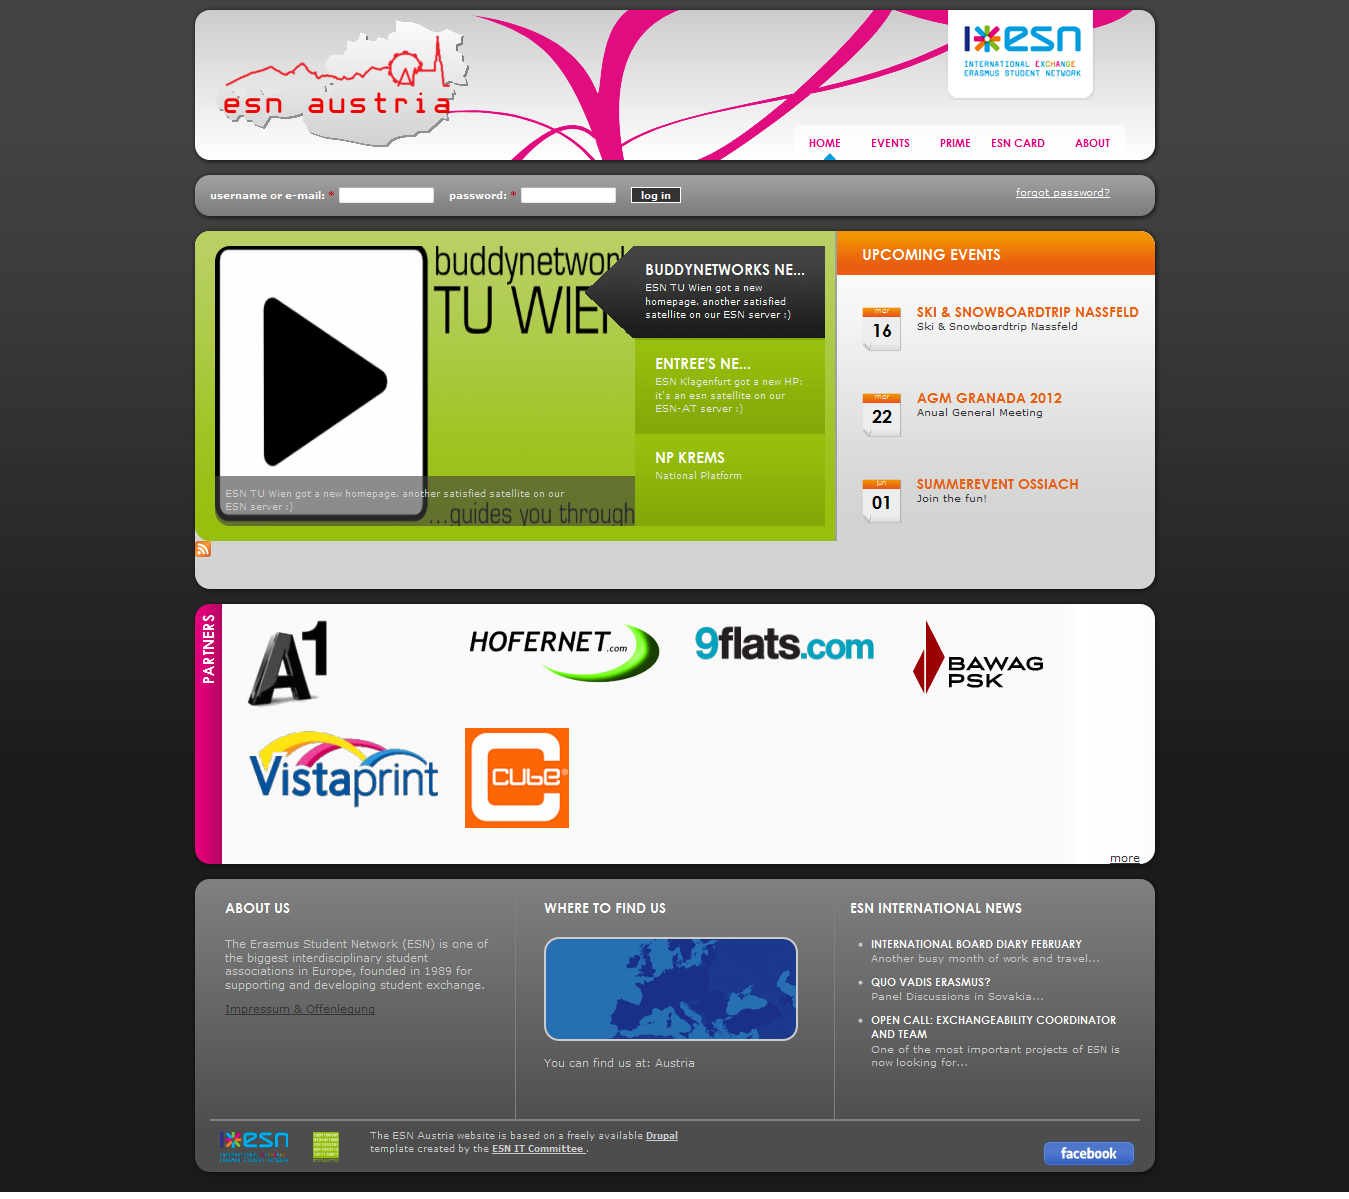 esn austria
esn
INTERNATIONAL EXCHANGE
ERASMUS STUDENT NETWORK
HOME
EVENTS
PRIME
ESN CARD
ABOUT
username or e-mail: *
password: *
log in
forgot password?
buddynetwork
TU WIEN
...guides you through
ESN TU Wien got a new homepage. another satisfied satellite on our
ESN server :)
BUDDYNETWORKS NE...
ESN TU Wien got a new
homepage. another satisfied
satellite on our ESN server :)
ENTREE'S NE...
ESN Klagenfurt got a new HP:
it's an esn satellite on our
ESN-AT server :)
NP KREMS
National Platform
UPCOMING EVENTS
mar
16
SKI & SNOWBOARDTRIP NASSFELD
Ski & Snowboardtrip Nassfeld
mar
22
AGM GRANADA 2012
Anual General Meeting
jun
01
SUMMEREVENT OSSIACH
Join the fun!
PARTNERS
A1
HOFERNET.com
9flats.com
BAWAG
PSK
Vistaprint
CUbe®
more
ABOUT US
The Erasmus Student Network (ESN) is one of
the biggest interdisciplinary student
associations in Europe, founded in 1989 for
supporting and developing student exchange.
Impressum & Offenlegung
WHERE TO FIND US
You can find us at: Austria
ESN INTERNATIONAL NEWS
INTERNATIONAL BOARD DIARY FEBRUARY
Another busy month of work and travel...
QUO VADIS ERASMUS?
Panel Discussions in Sovakia...
OPEN CALL: EXCHANGEABILITY COORDINATOR
AND TEAM
One of the most important projects of ESN is
now looking for...
esn
INTERNATIONAL EXCHANGE
ERASMUS STUDENT NETWORK
The ESN Austria website is based on a freely available Drupal
template created by the ESN IT Committee .
facebook